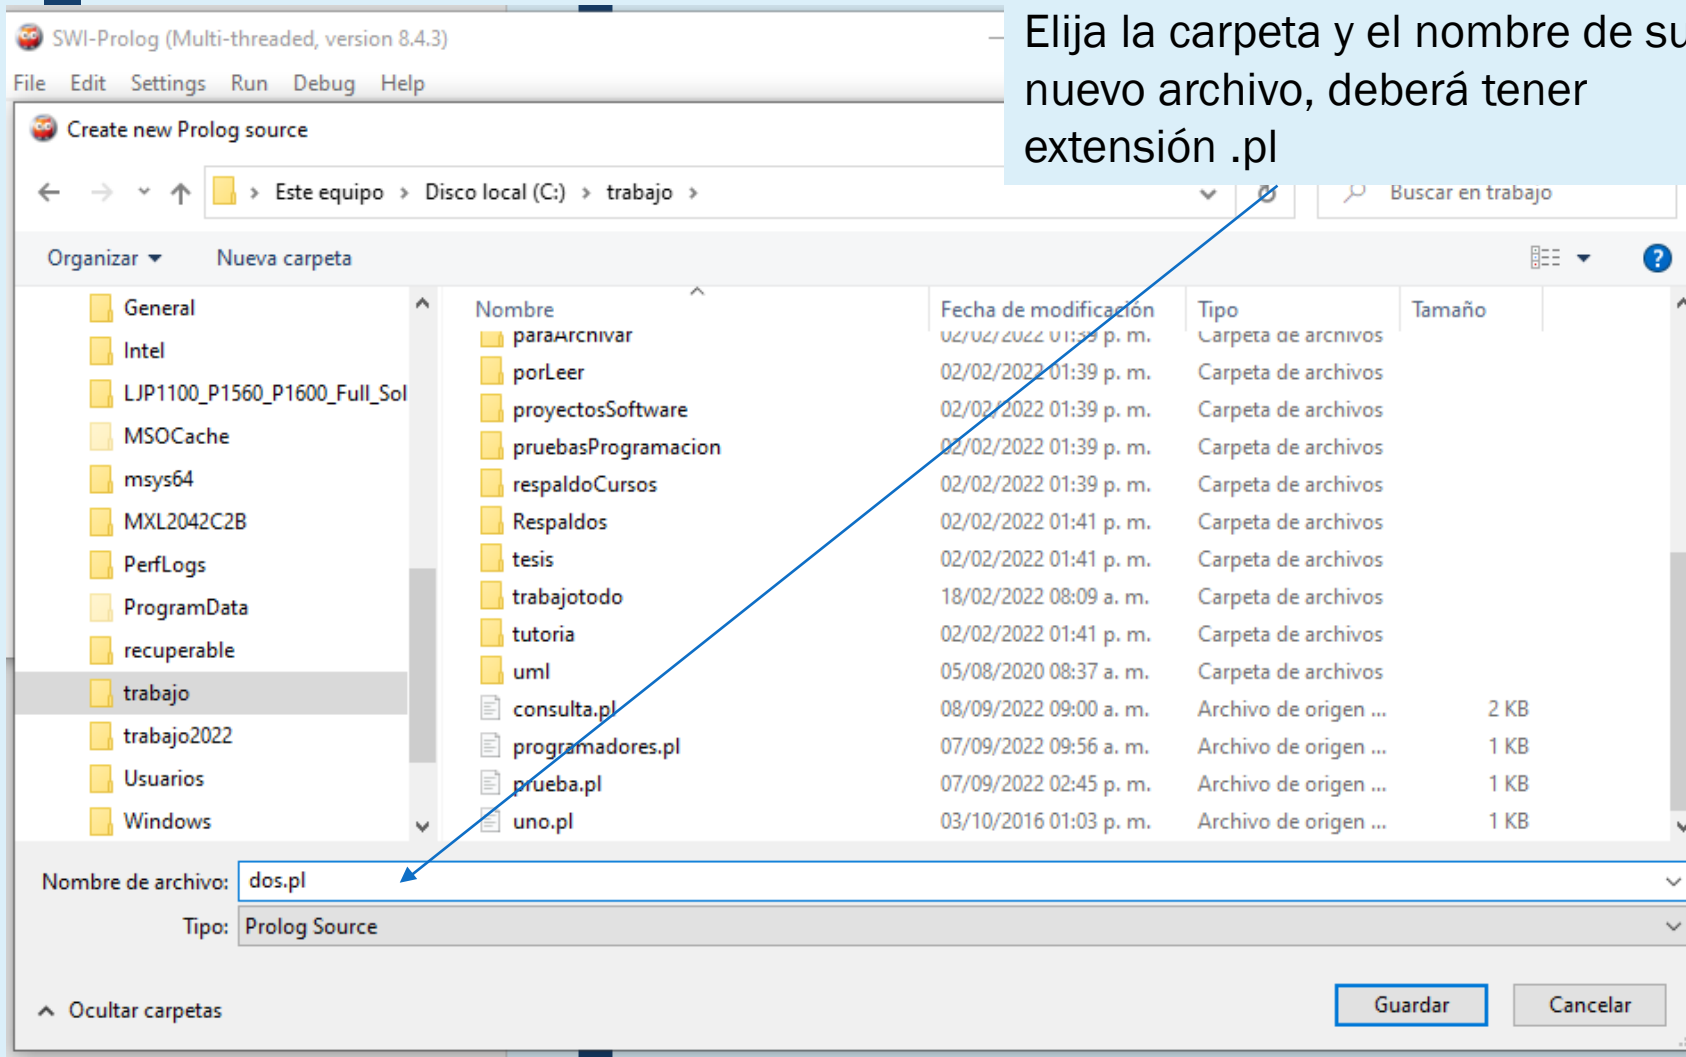 SWI-Prolog (Multi-threaded, version 8.4.3)
Elija la carpeta y el nombre de su
nuevo archivo, deberá tener
extensión .pl
File Edit Settings Run Debug Help
Create new Prolog source
Este equipo > Disco local (C:) > trabajo >
Buscar en trabajo
Organizar Nueva carpeta
General
Intel
LJP1100_P1560_P1600_Full_Sol
MSOCache
msys64
MXL2042C2B
PerfLogs
ProgramData
recuperable
trabajo
trabajo2022
Usuarios
Windows
Nombre Fecha de modificación Tipo Tamaño
paraArchivar 02/02/2022 01:39 p. m. Carpeta de archivos
porLeer 02/02/2022 01:39 p. m. Carpeta de archivos
proyectosSoftware 02/02/2022 01:39 p. m. Carpeta de archivos
pruebasProgramacion 02/02/2022 01:39 p. m. Carpeta de archivos
respaldoCursos 02/02/2022 01:39 p. m. Carpeta de archivos
Respaldos 02/02/2022 01:41 p. m. Carpeta de archivos
tesis 02/02/2022 01:41 p. m. Carpeta de archivos
trabajotodo 18/02/2022 08:09 a. m. Carpeta de archivos
tutoria 02/02/2022 01:41 p. m. Carpeta de archivos
uml 05/08/2020 08:37 a. m. Carpeta de archivos
consulta.pl 08/09/2022 09:00 a. m. Archivo de origen ... 2 KB
programadores.pl 07/09/2022 09:56 a. m. Archivo de origen ... 1 KB
prueba.pl 07/09/2022 02:45 p. m. Archivo de origen ... 1 KB
uno.pl 03/10/2016 01:03 p. m. Archivo de origen ... 1 KB
Nombre de archivo: dos.pl
Tipo: Prolog Source
Ocultar carpetas
Guardar Cancelar